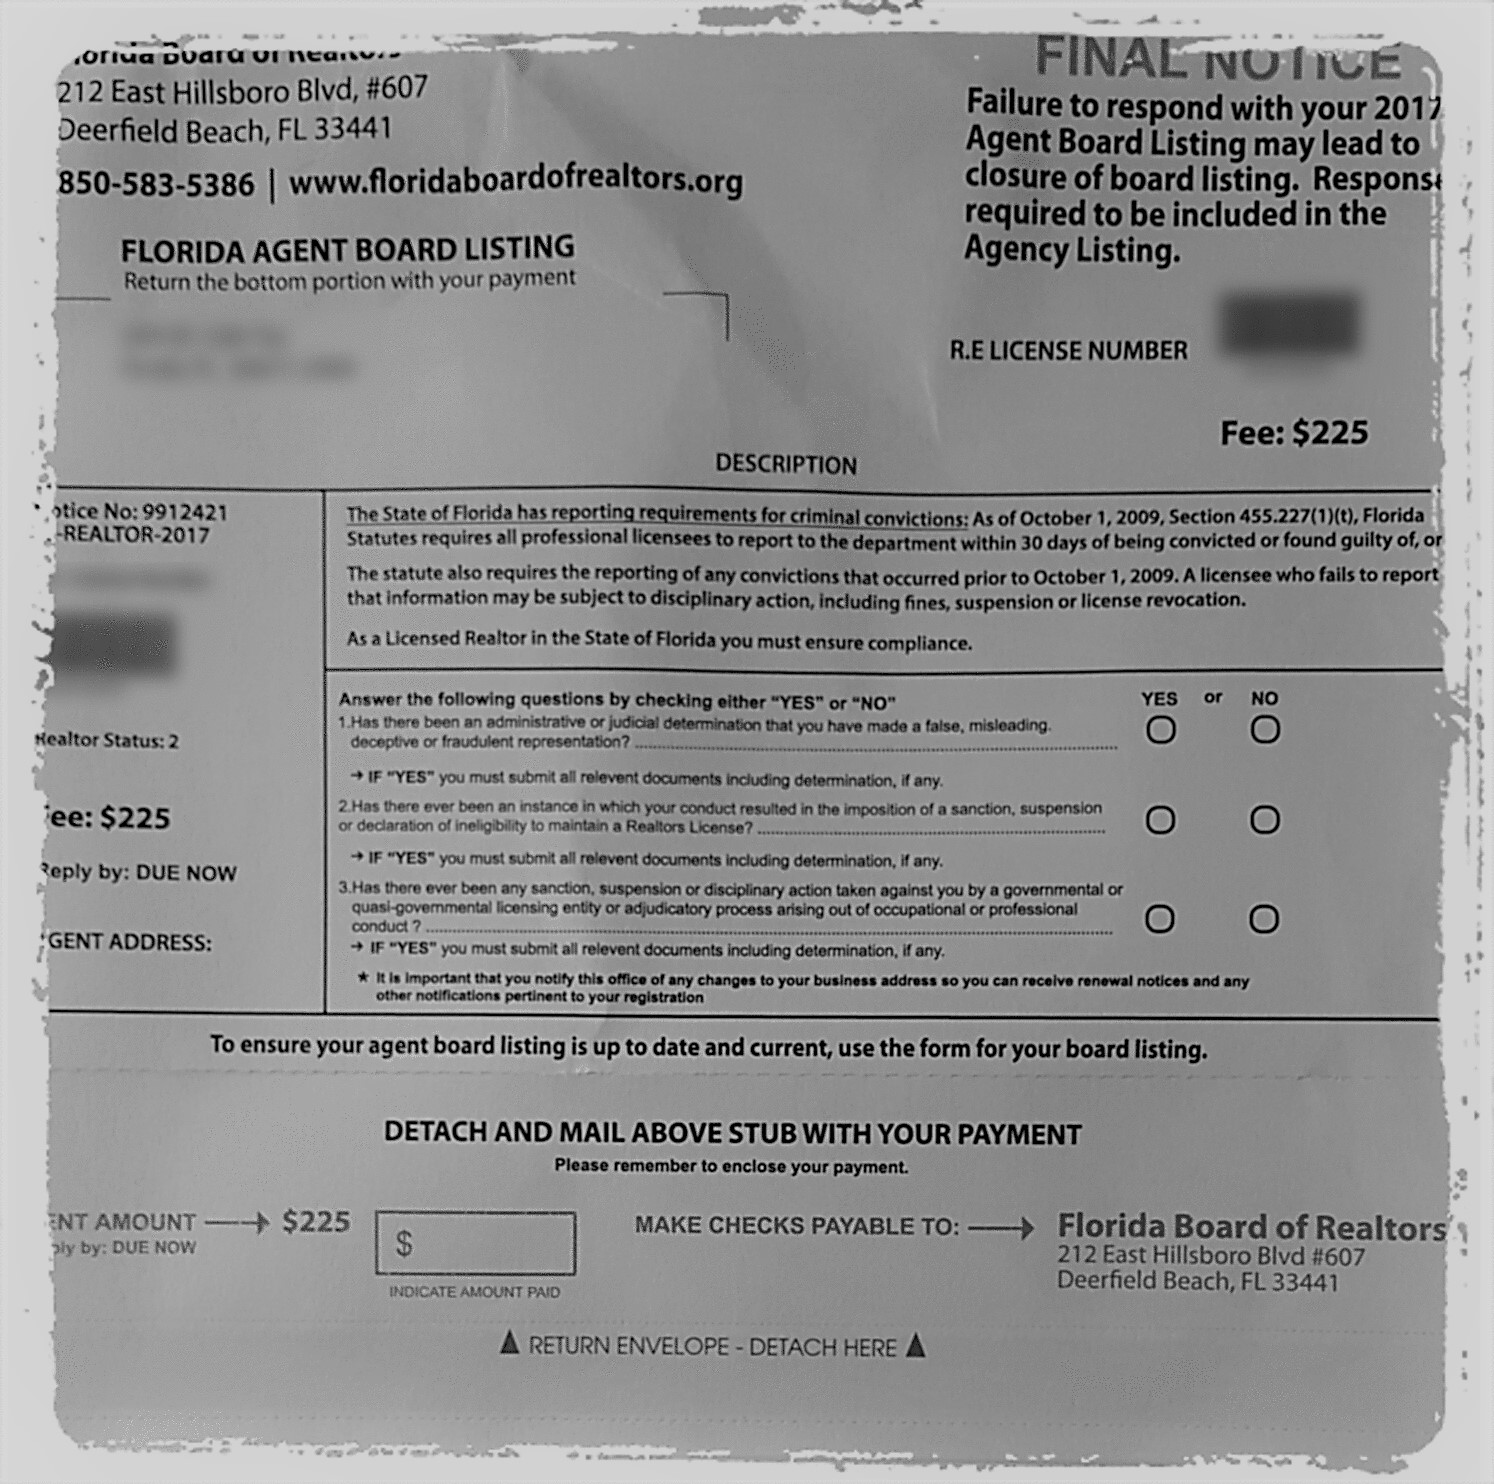 Florida Board of Realtors
212 East Hillsboro Blvd, #607
Deerfield Beach, FL 33441
850-583-5386 | www.floridaboardofrealtors.org
FINAL NOTICE
Failure to respond with your 2017
Agent Board Listing may lead to
closure of board listing. Respons
required to be included in the
Agency Listing.
FLORIDA AGENT BOARD LISTING
Return the bottom portion with your payment
R.E LICENSE NUMBER
Fee: $225
DESCRIPTION
otice No: 9912421
-REALTOR-2017
Realtor Status: 2
ee: $225
Reply by: DUE NOW
GENT ADDRESS:
The State of Florida has reporting requirements for criminal convictions: As of October 1, 2009, Section 455.227(1)(t), Florida
Statutes requires all professional licensees to report to the department within 30 days of being convicted or found guilty of, or
The statute also requires the reporting of any convictions that occurred prior to October 1, 2009. A licensee who fails to report
that information may be subject to disciplinary action, including fines, suspension or license revocation.
As a Licensed Realtor in the State of Florida you must ensure compliance.
Answer the following questions by checking either “YES” or “NO” YES or NO
1.Has there been an administrative or judicial determination that you have made a false, misleading.
deceptive or fraudulent representation?
→ IF “YES” you must submit all relevent documents including determination, if any.
2.Has there ever been an instance in which your conduct resulted in the imposition of a sanction, suspension
or declaration of ineligibility to maintain a Realtors License?
→ IF “YES” you must submit all relevent documents including determination, if any.
3.Has there ever been any sanction, suspension or disciplinary action taken against you by a governmental or
quasi-governmental licensing entity or adjudicatory process arising out of occupational or professional
conduct ?
→ IF “YES” you must submit all relevent documents including determination, if any.
★ It is important that you notify this office of any changes to your business address so you can receive renewal notices and any
other notifications pertinent to your registration
To ensure your agent board listing is up to date and current, use the form for your board listing.
DETACH AND MAIL ABOVE STUB WITH YOUR PAYMENT
Please remember to enclose your payment.
ENT AMOUNT → $225
ply by: DUE NOW
$
INDICATE AMOUNT PAID
MAKE CHECKS PAYABLE TO: → Florida Board of Realtors
212 East Hillsboro Blvd #607
Deerfield Beach, FL 33441
▲ RETURN ENVELOPE - DETACH HERE ▲